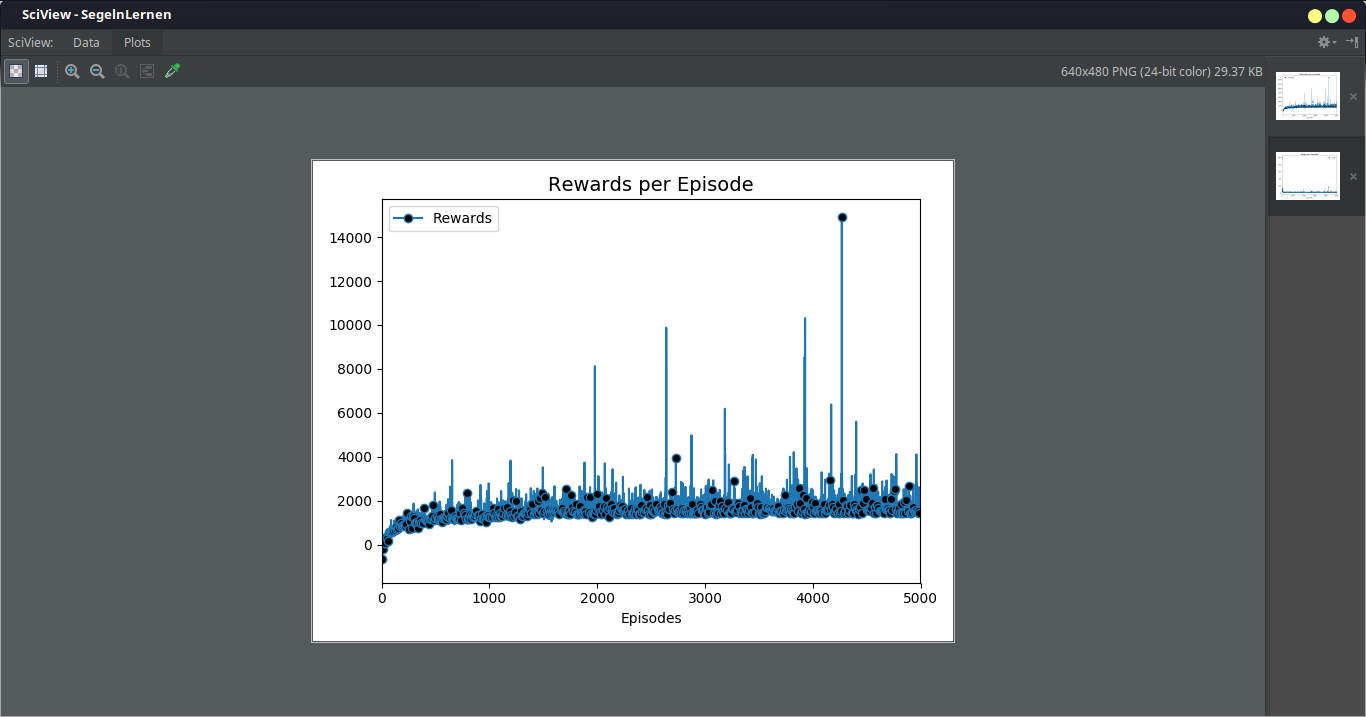 SciView - SegelnLernen
SciView: Data Plots
640x480 PNG (24-bit color) 29.37 KB
Rewards per Episode
Rewards
14000
12000
10000
8000
6000
4000
2000
0
0 1000 2000 3000 4000 5000
Episodes